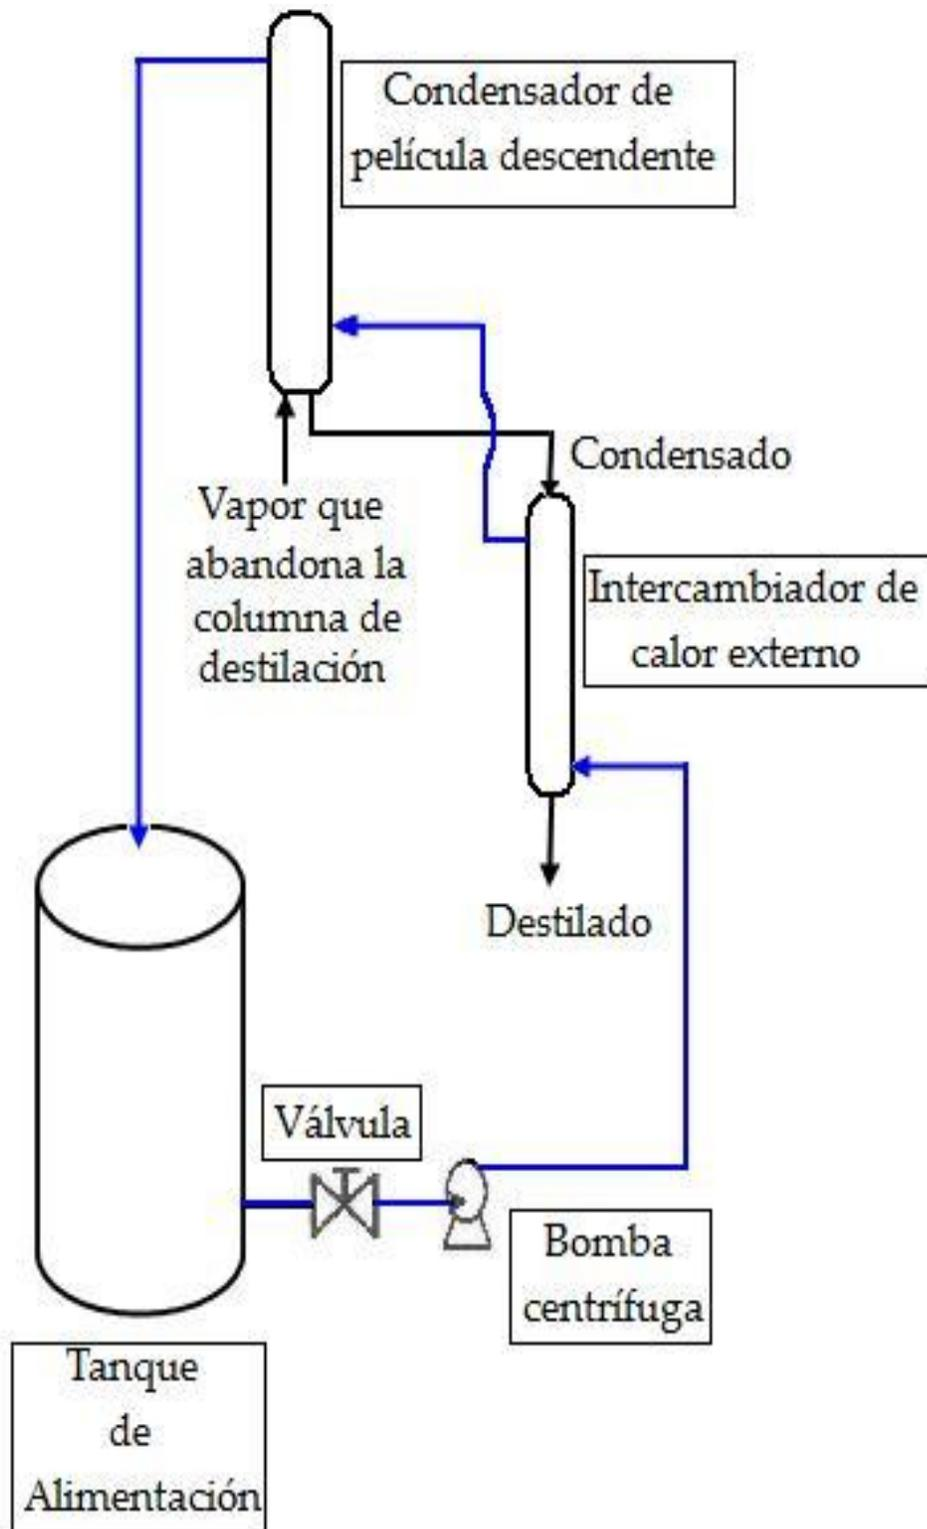 Condensador de
película descendente
Condensado
Vapor que
abandona la
columna de
destilación
Intercambiador de
calor externo
Destilado
Válvula
Bomba
centrífuga
Tanque
de
Alimentación